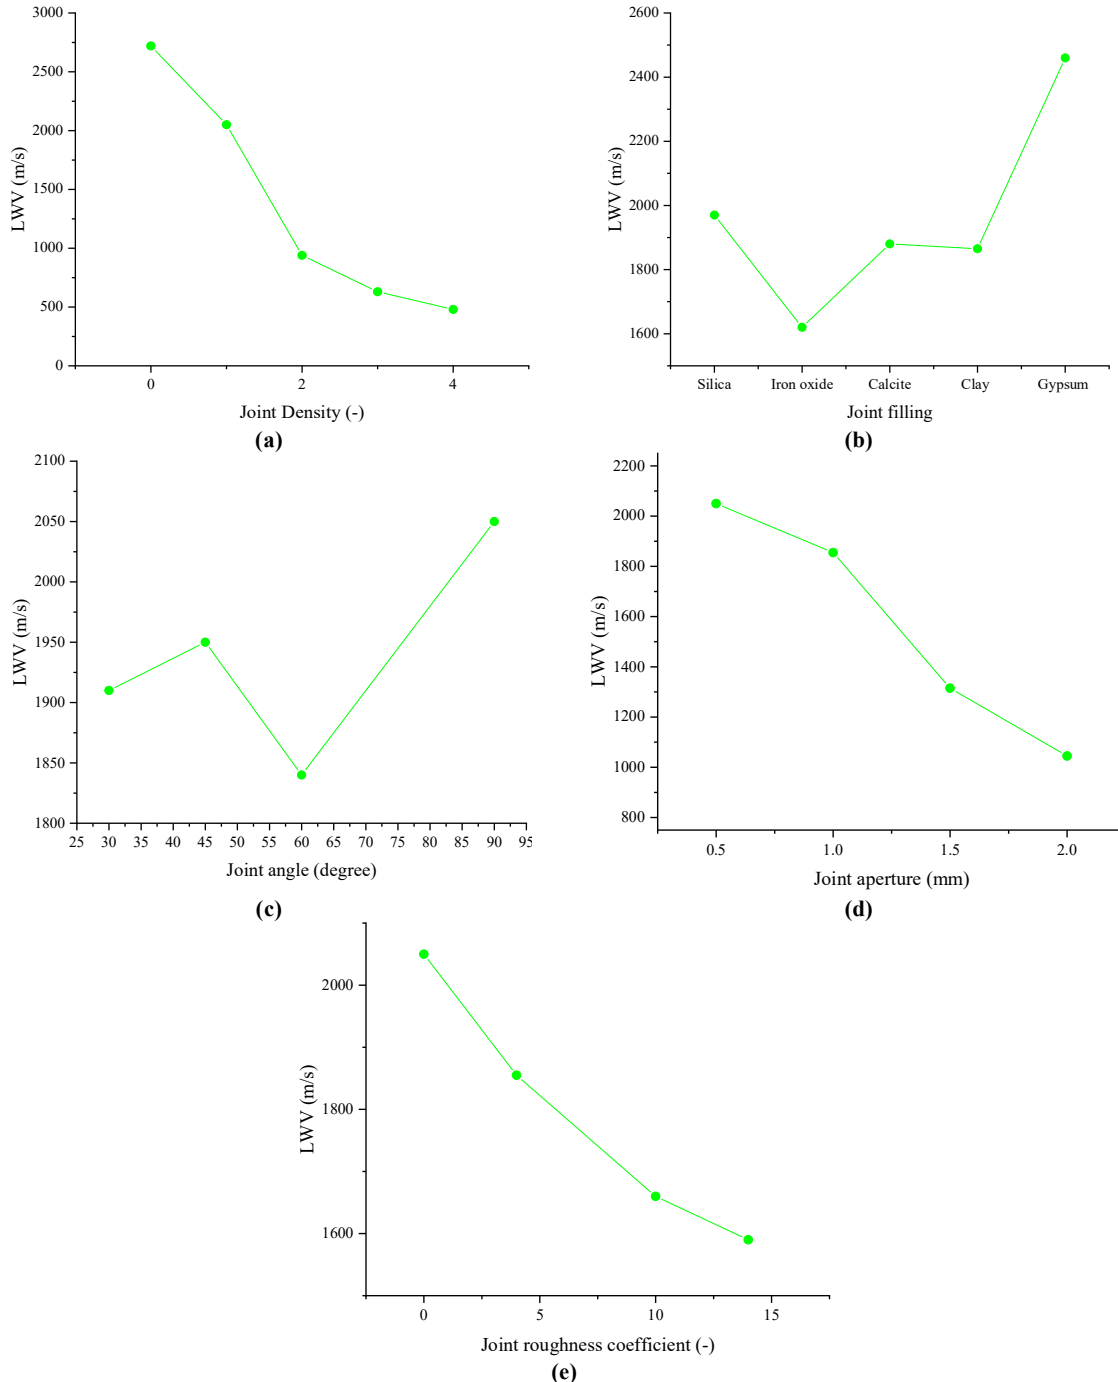 3000
2500
2000
1500
1000
500
0
LWV (m/s)
0 2 4
Joint Density (-)
(a)
2600
2400
2200
2000
1800
1600
LWV (m/s)
Silica Iron oxide Calcite Clay Gypsum
Joint filling
(b)
2100
2050
2000
1950
1900
1850
1800
LWV (m/s)
25 30 35 40 45 50 55 60 65 70 75 80 85 90 95
Joint angle (degree)
(c)
2200
2000
1800
1600
1400
1200
1000
800
LWV (m/s)
0.5 1.0 1.5 2.0
Joint aperture (mm)
(d)
2000
1800
1600
LWV (m/s)
0 5 10 15
Joint roughness coefficient (-)
(e)